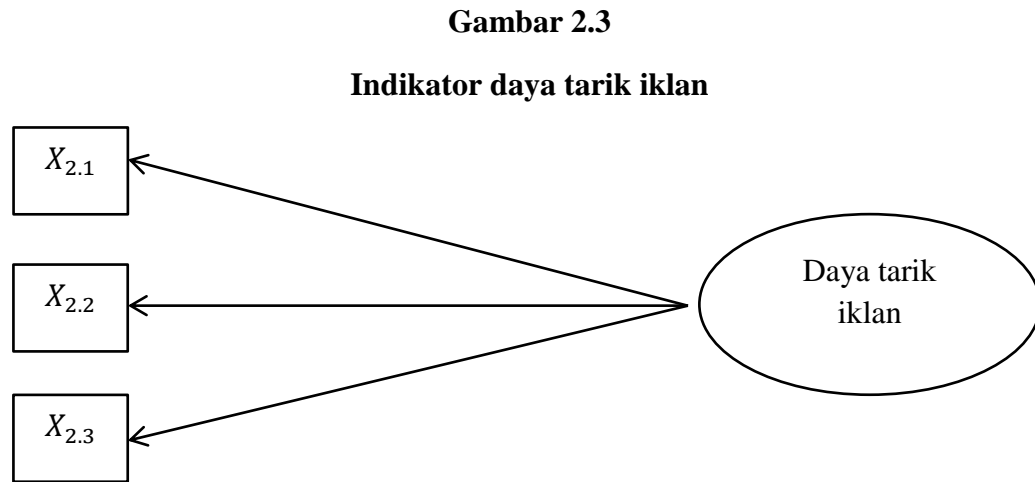 Gambar 2.3
Indikator daya tarik iklan
X2.1
X2.2
X2.3
Daya tarik
iklan